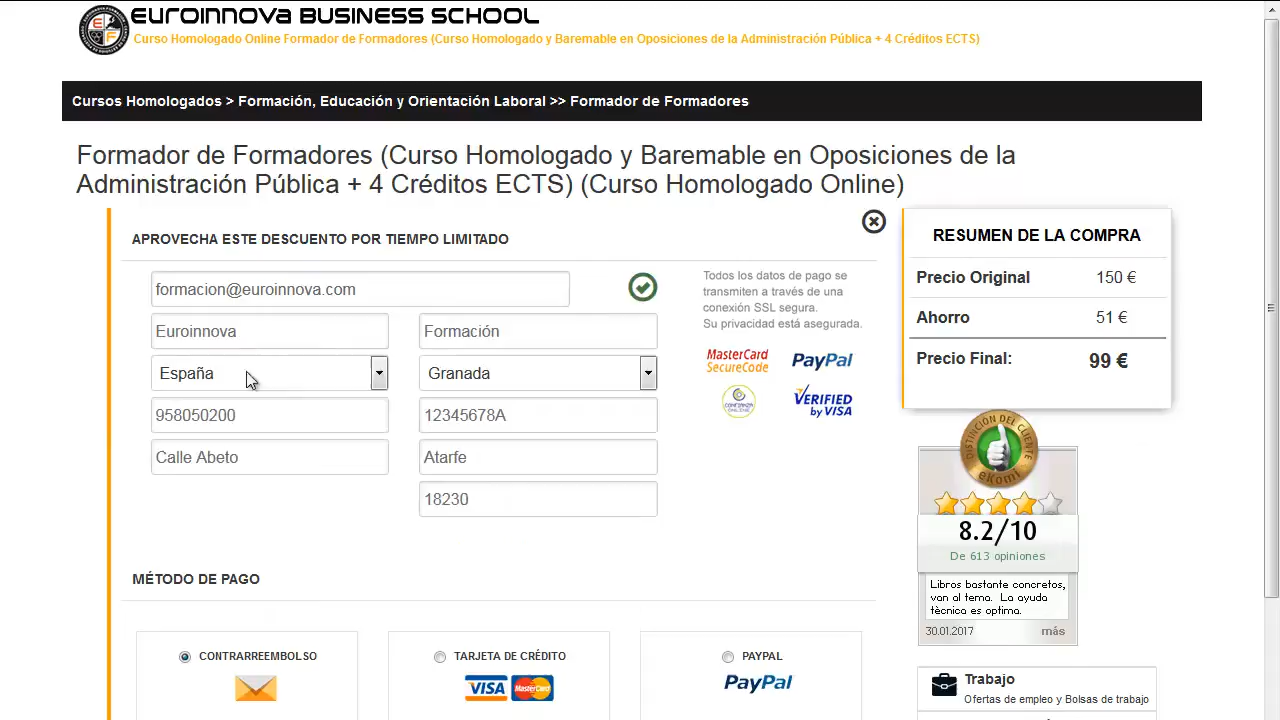 EUROINNOVA BUSINESS SCHOOL
Curso Homologado Online Formador de Formadores (Curso Homologado y Baremable en Oposiciones de la Administración Pública + 4 Créditos ECTS)
Cursos Homologados > Formación, Educación y Orientación Laboral >> Formador de Formadores
Formador de Formadores (Curso Homologado y Baremable en Oposiciones de la
Administración Pública + 4 Créditos ECTS) (Curso Homologado Online)
APROVECHA ESTE DESCUENTO POR TIEMPO LIMITADO
formacion@euroinnova.com
Euroinnova
Formación
España
Granada
958050200
12345678A
Calle Abeto
Atarfe
18230
Todos los datos de pago se
transmiten a través de una
conexión SSL segura.
Su privacidad está asegurada.
MasterCard
SecureCode
PayPal
CONFIANZA
ONLINE
VERIFIED
by VISA
RESUMEN DE LA COMPRA
Precio Original 150 €
Ahorro 51 €
Precio Final: 99 €
DISTINCIÓN DEL CLIENTE
eKomi
8.2/10
De 613 opiniones
Libros bastante concretos,
van al tema. La ayuda
tècnica es optima.
30.01.2017 más
Trabajo
Ofertas de empleo y Bolsas de trabajo
MÉTODO DE PAGO
CONTRARREEMBOLSO
TARJETA DE CRÉDITO
VISA MasterCard
PAYPAL
PayPal